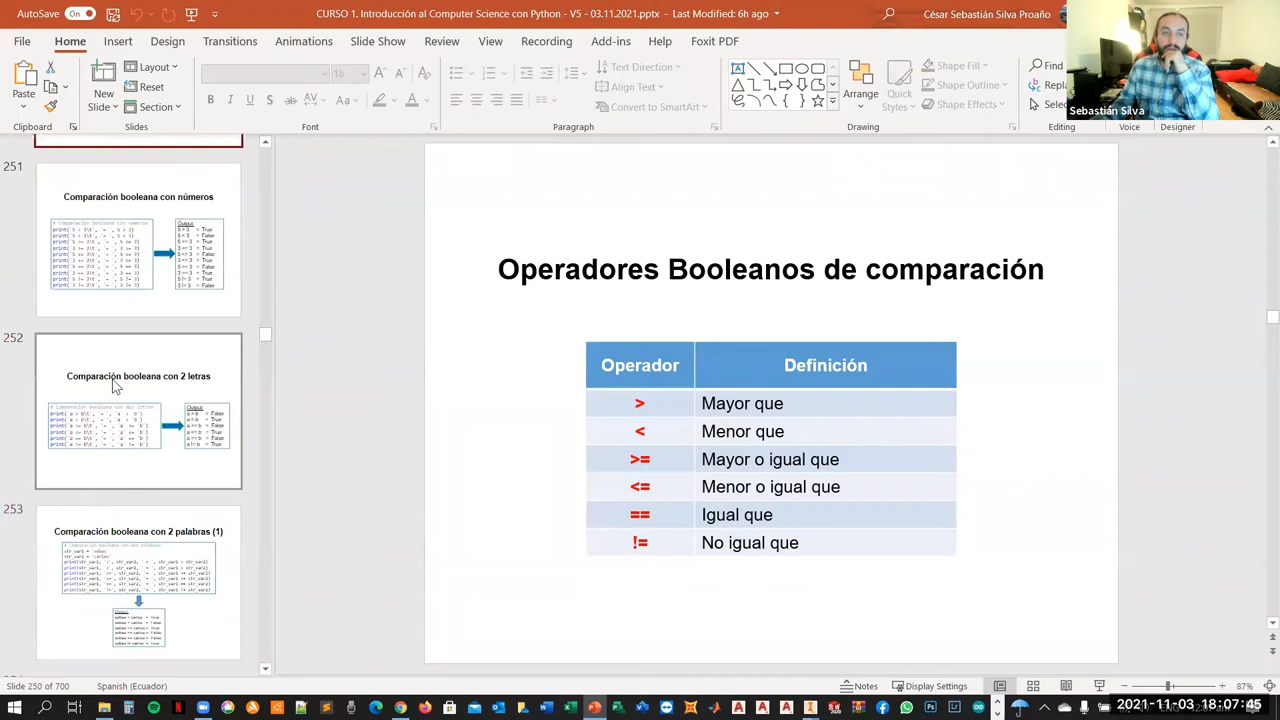 AutoSave On
CURSO 1. Introducción al Computer Science con Python - V5 - 03.11.2021.pptx - Last Modified: 6h ago
César Sebastián Silva Proaño
File Home Insert Draw Design Transitions Animations Slide Show Review View Recording Add-ins Help Foxit PDF
Paste
New
Slide
Layout
Reset
Section
18
Text Direction
Align Text
Convert to SmartArt
Arrange
Quick
Styles
Shape Fill
Shape Outline
Shape Effects
Find
Clipboard Slides Font Paragraph Drawing Editing Voice Designer
Sebastián Silva
251
Comparación booleana con números
252
Comparación booleana con 2 letras
253
Comparación booleana con 2 palabras (1)
Operadores Booleanos de comparación
Operador Definición
> Mayor que
< Menor que
>= Mayor o igual que
<= Menor o igual que
== Igual que
!= No igual que
Slide 250 of 700
Spanish (Ecuador)
Notes
Display Settings
87%
2021-11-03 18:07:45